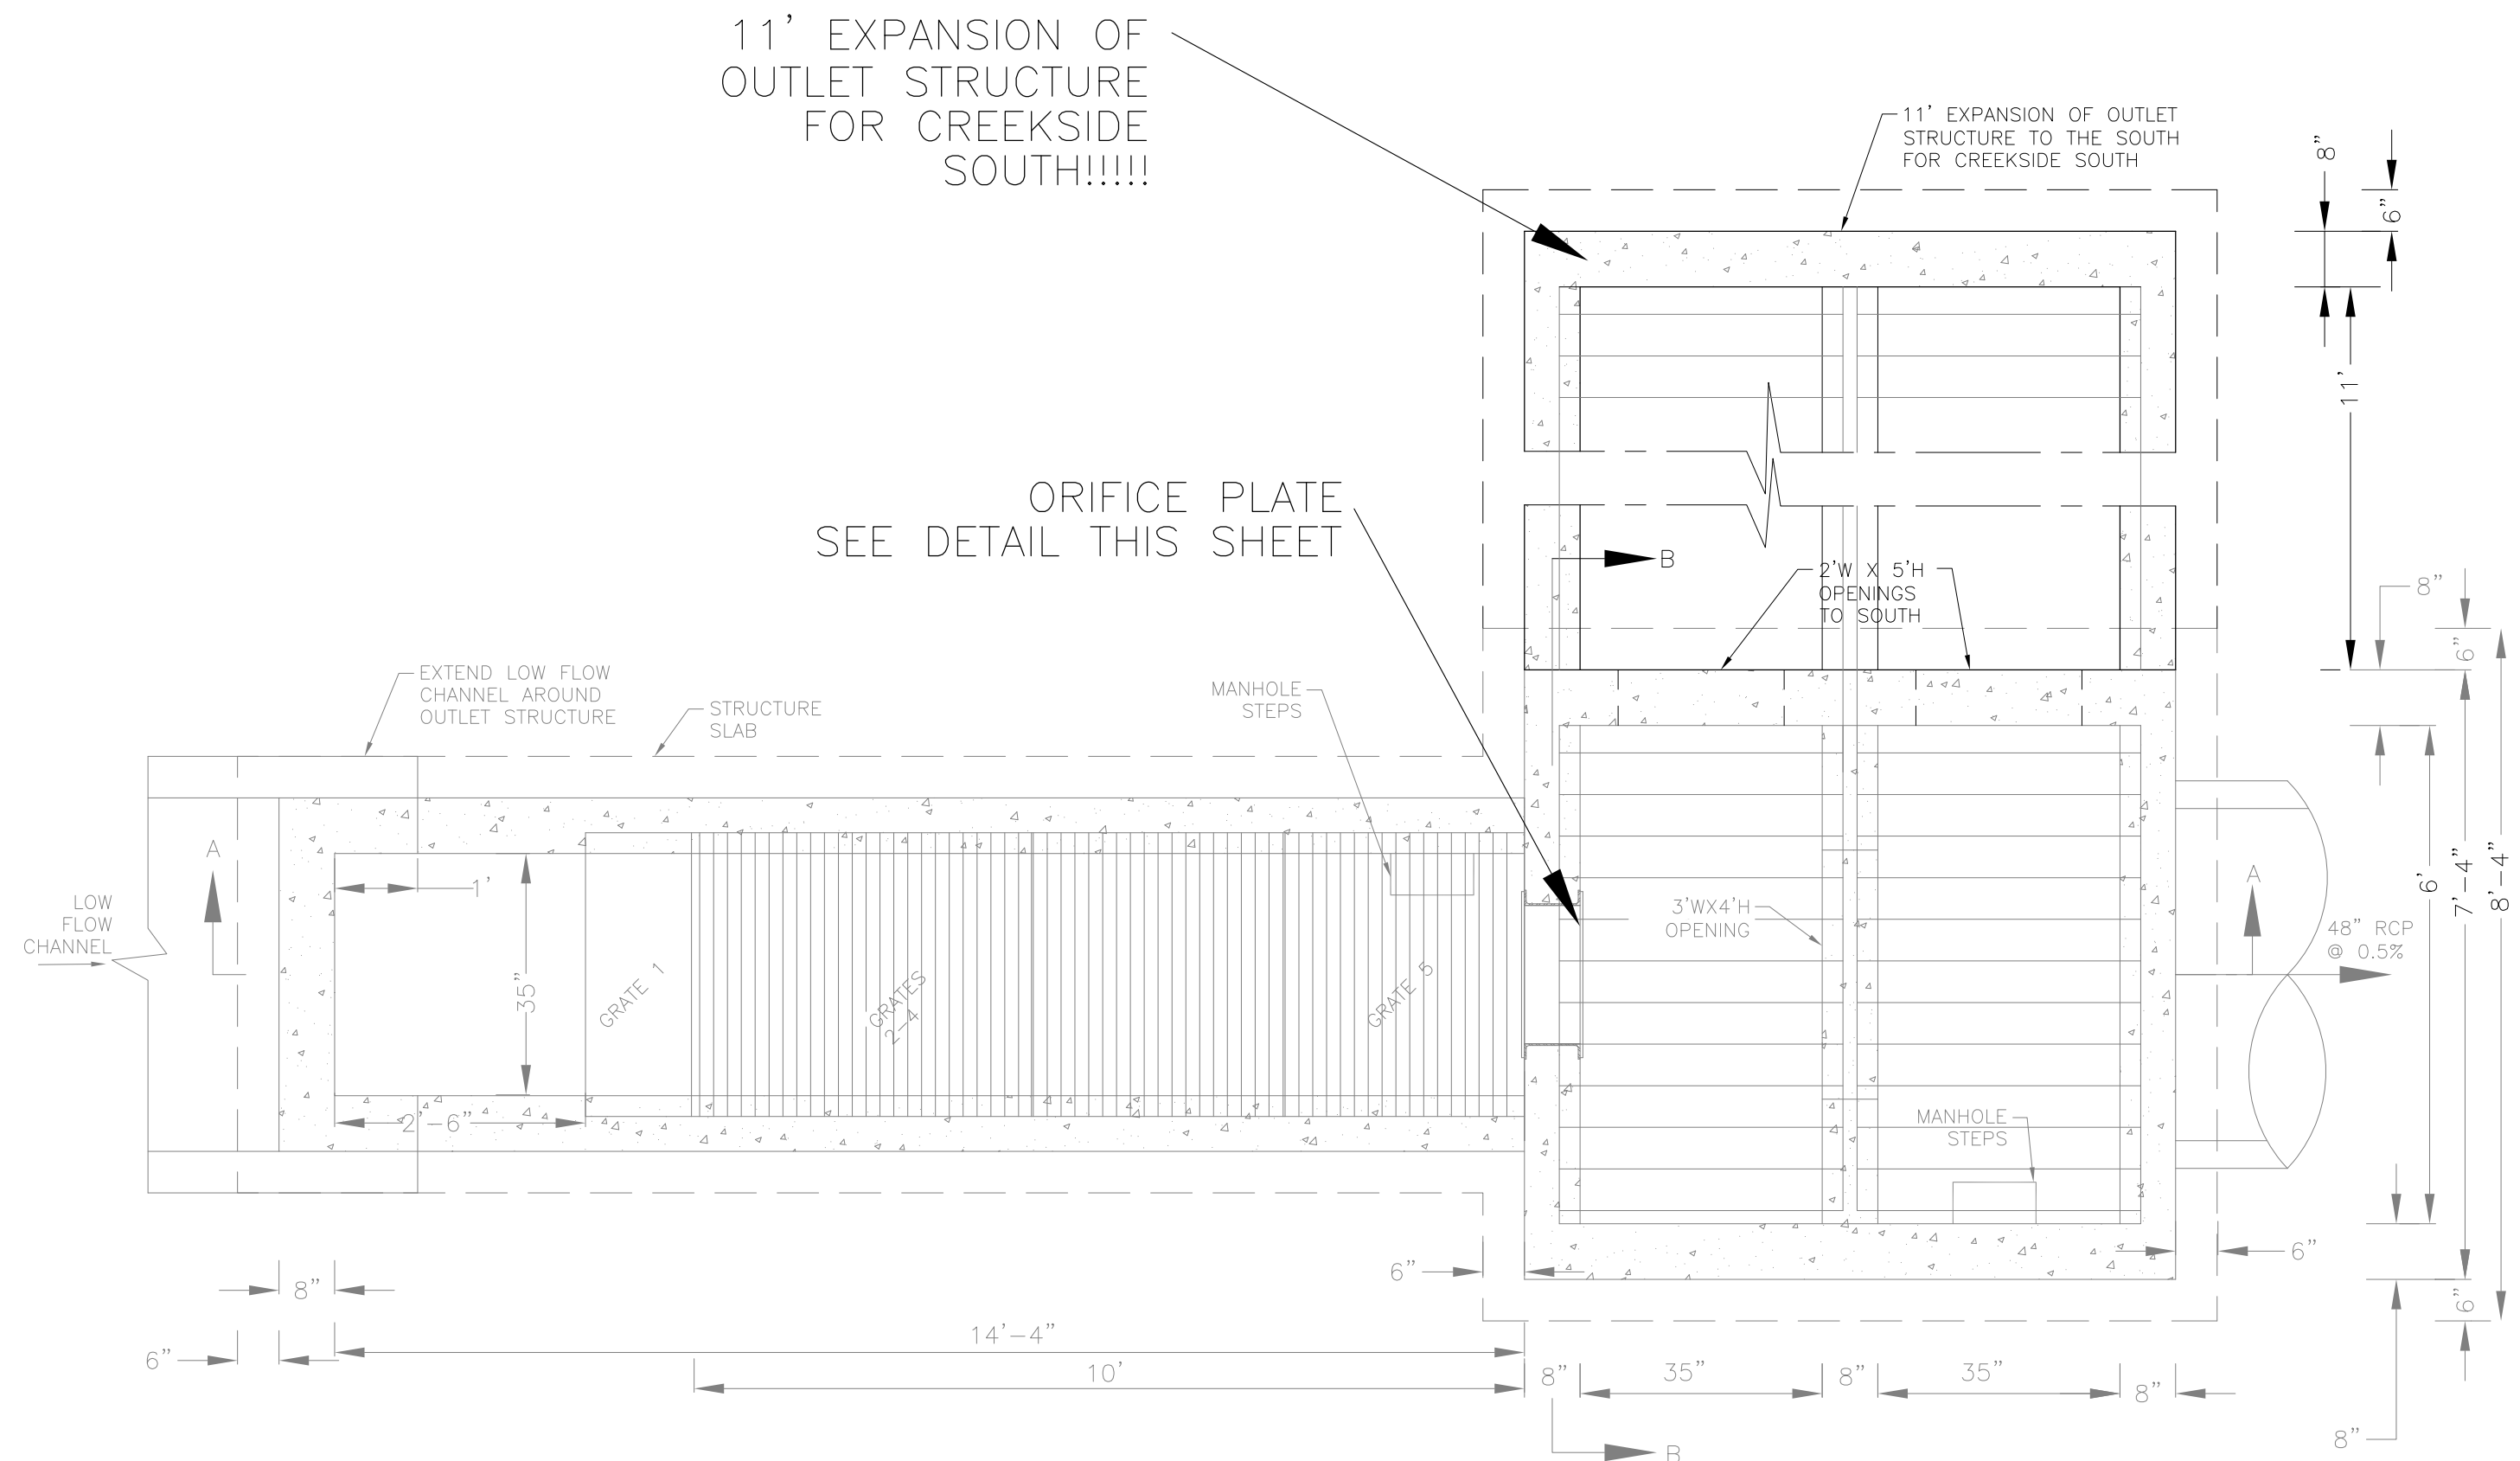 11' EXPANSION OF
OUTLET STRUCTURE
FOR CREEKSIDE
SOUTH!!!!!
11' EXPANSION OF OUTLET
STRUCTURE TO THE SOUTH
FOR CREEKSIDE SOUTH
8"
6"
11'
ORIFICE PLATE
SEE DETAIL THIS SHEET
B
2'W X 5'H
OPENINGS
TO SOUTH
8"
6"
EXTEND LOW FLOW
CHANNEL AROUND
OUTLET STRUCTURE
STRUCTURE
SLAB
MANHOLE
STEPS
A
1'
LOW
FLOW
CHANNEL
35"
GRATE 1
GRATES
2-4
GRATE 5
3'WX4'H
OPENING
A
48" RCP
@ 0.5%
6'
7'-4"
8'-4"
2'-6"
MANHOLE
STEPS
6"
6"
8"
6"
14'-4"
10'
8"
35"
8"
35"
8"
6"
8"
B